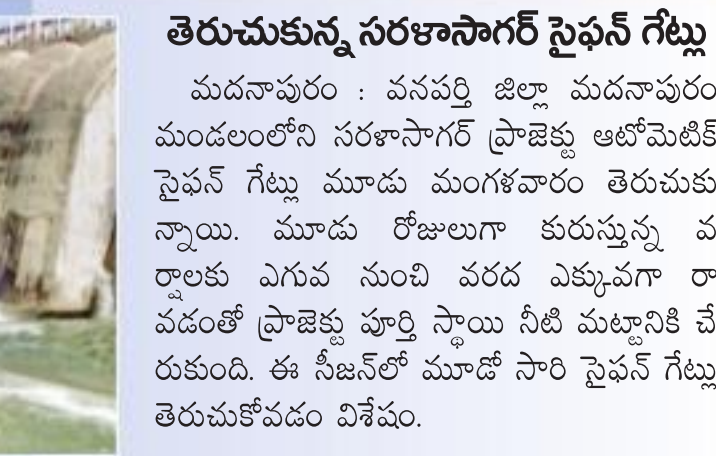 తెరుచుకున్న సరళాసాగర్ సైఫన్ గేట్లు
మదనాపురం : వనపర్తి జిల్లా మదనాపురం
మండలంలోని సరళాసాగర్ ప్రాజెక్టు ఆటోమెటిక్
సైఫన్ గేట్లు మూడు మంగళవారం తెరుచుకు
న్నాయి. మూడు రోజులుగా కురుస్తున్న వ
ర్షాలకు ఎగువ నుంచి వరద ఎక్కువగా రా
వడంతో ప్రాజెక్టు పూర్తి స్థాయి నీటి మట్టానికి చే
రుకుంది. ఈ సీజన్‌లో మూడో సారి సైఫన్ గేట్లు
తెరుచుకోవడం విశేషం.